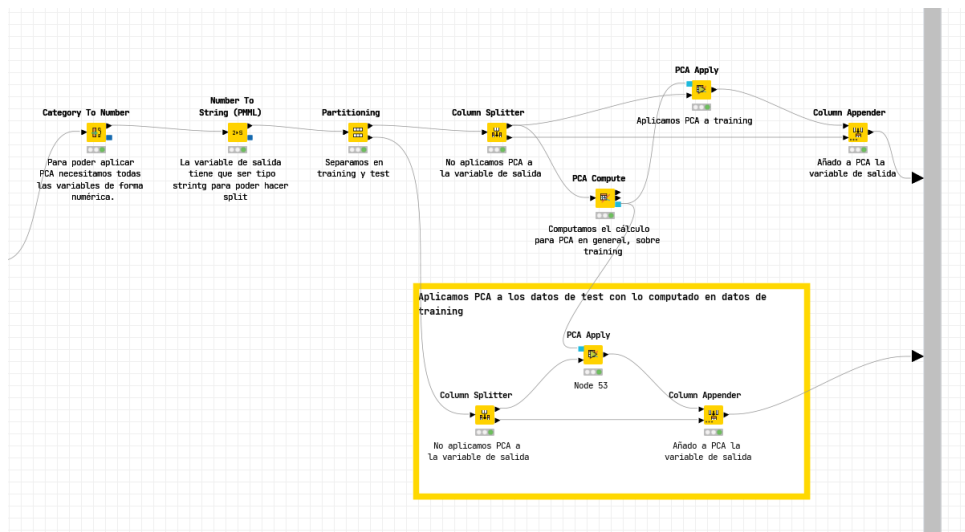 PCA Apply
Aplicamos PCA a training
Category To Number
Para poder aplicar
PCA necesitamos todas
las variables de forma
numérica.
Number To
String (PMML)
2→S
La variable de salida
tiene que ser tipo
strintg para poder hacer
split
Partitioning
Separamos en
training y test
Column Splitter
No aplicamos PCA a
la variable de salida
Column Appender
Añado a PCA la
variable de salida
PCA Compute
Computamos el cálculo
para PCA en general, sobre
training
Aplicamos PCA a los datos de test con lo computado en datos de
training
PCA Apply
Node 53
Column Splitter
No aplicamos PCA a
la variable de salida
Column Appender
Añado a PCA la
variable de salida